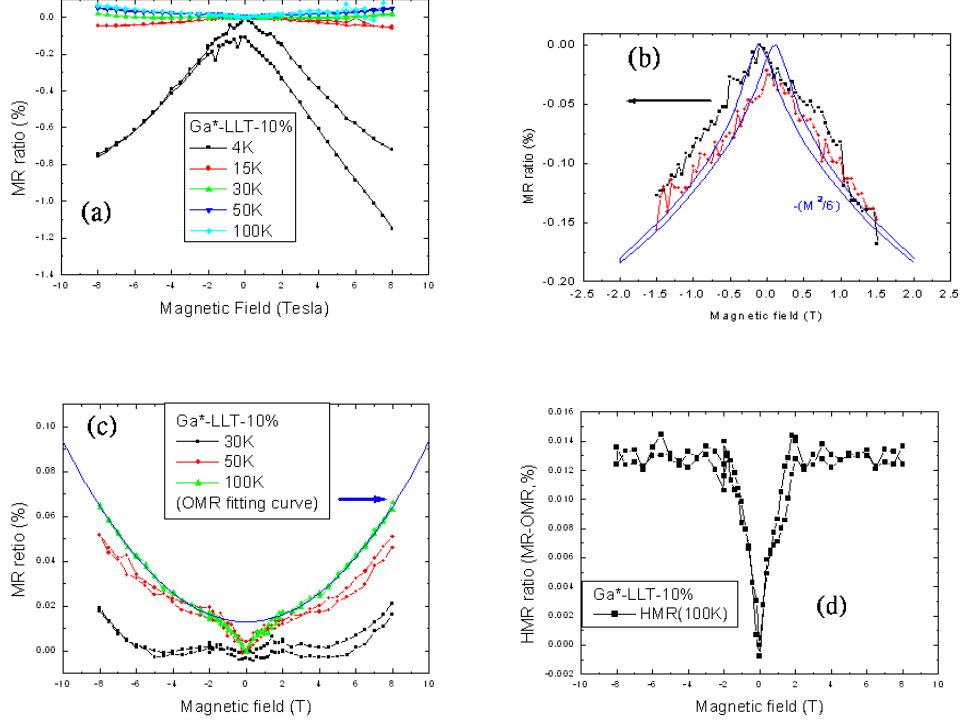 0.0
-0.2
-0.4
-0.6
-0.8
-1.0
-1.2
-1.4
MR ratio (%)
Ga*-LLT-10%
4K
15K
30K
50K
100K
(a)
-10 -8 -6 -4 -2 0 2 4 6 8 10
Magnetic Field (Tesla)
0.00
-0.05
-0.10
-0.15
-0.20
MR ratio (%)
(b)
-(M²/6)
-2.5 -2.0 -1.5 -1.0 -0.5 0.0 0.5 1.0 1.5 2.0 2.5
Magnetic field (T)
0.10
0.08
0.06
0.04
0.02
0.00
MR retio (%)
(c)
Ga*-LLT-10%
30K
50K
100K
(OMR fitting curve)
-10 -8 -6 -4 -2 0 2 4 6 8 10
Magnetic field (T)
0.016
0.014
0.012
0.010
0.008
0.006
0.004
0.002
0.000
-0.002
HMR ratio (MR-OMR, %)
Ga*-LLT-10%
HMR(100K)
(d)
-10 -8 -6 -4 -2 0 2 4 6 8 10
Magnetic field (T)